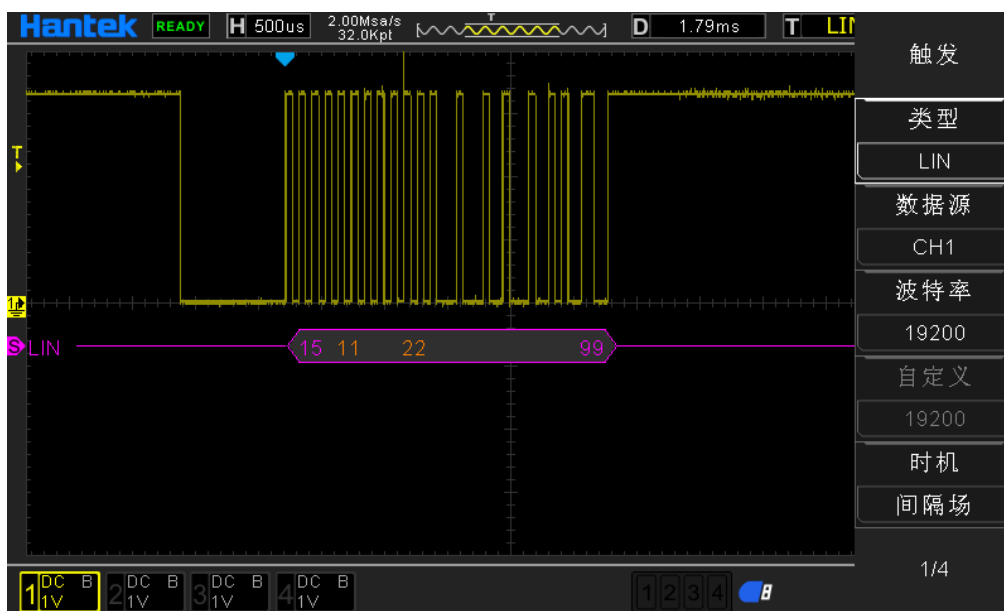 Hantek READY H 500us 2.00Msa/s 32.0Kpt T D 1.79ms T LIN
触发
类型
LIN
数据源
CH1
波特率
19200
自定义
19200
时机
间隔场
1/4
T
1
S LIN 15 11 22 99
1 DC B 1V 2 DC B 1V 3 DC B 1V 4 DC B 1V 1 2 3 4